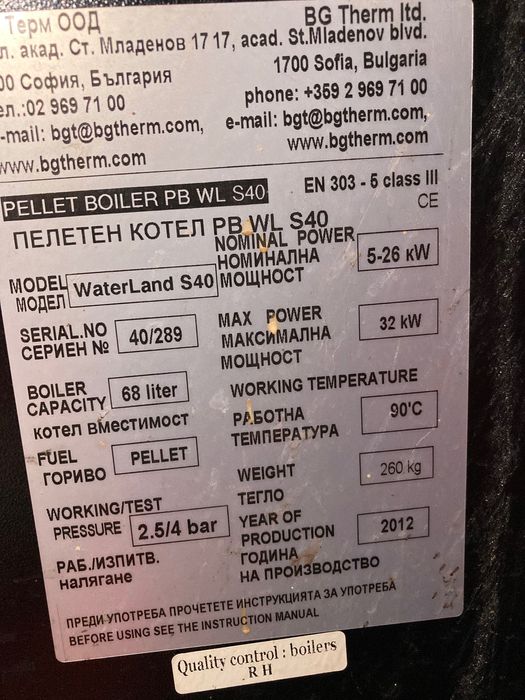 Терм ООД
л. акад. Ст. Младенов 17
00 София, България
ел.:02 969 71 00
-mail: bgt@bgtherm.com,
www.bgtherm.com
BG Therm ltd.
17, acad. St.Mladenov blvd.
1700 Sofia, Bulgaria
phone: +359 2 969 71 00
e-mail: bgt@bgtherm.com,
www.bgtherm.com
PELLET BOILER PB WL S40
EN 303 - 5 class III
CE
ПЕЛЕТЕН КОТЕЛ PB WL S40
MODEL
МОДЕЛ
WaterLand S40
NOMINAL POWER
НОМИНАЛНА
МОЩНОСТ
5-26 kW
SERIAL.NO
СЕРИЕН №
40/289
MAX POWER
МАКСИМАЛНА
МОЩНОСТ
32 kW
BOILER
CAPACITY
68 liter
котел вместимост
WORKING TEMPERATURE
РАБОТНА
ТЕМПЕРАТУРА
90'C
FUEL
ГОРИВО
PELLET
WEIGHT
ТЕГЛО
260 kg
WORKING/TEST
PRESSURE
2.5/4 bar
РАБ./ИЗПИТВ.
налягане
YEAR OF
PRODUCTION
ГОДИНА
НА ПРОИЗВОДСТВО
2012
ПРЕДИ УПОТРЕБА ПРОЧЕТЕТЕ ИНСТРУКЦИЯТА ЗА УПОТРЕБА
BEFORE USING SEE THE INSTRUCTION MANUAL
Quality control : boilers
R H